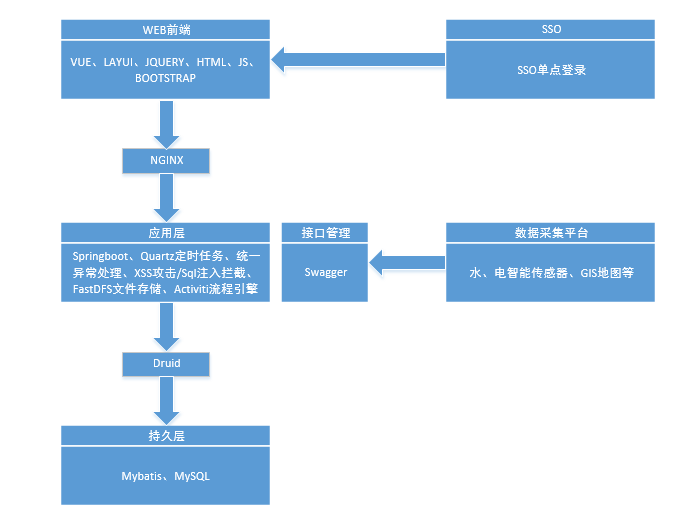 WEB前端
VUE、LAYUI、JQUERY、HTML、JS、
BOOTSTRAP
SSO
SSO单点登录
NGINX
应用层
Springboot、Quartz定时任务、统一
异常处理、XSS攻击/Sql注入拦截、
FastDFS文件存储、Activiti流程引擎
接口管理
Swagger
数据采集平台
水、电智能传感器、GIS地图等
Druid
持久层
Mybatis、MySQL